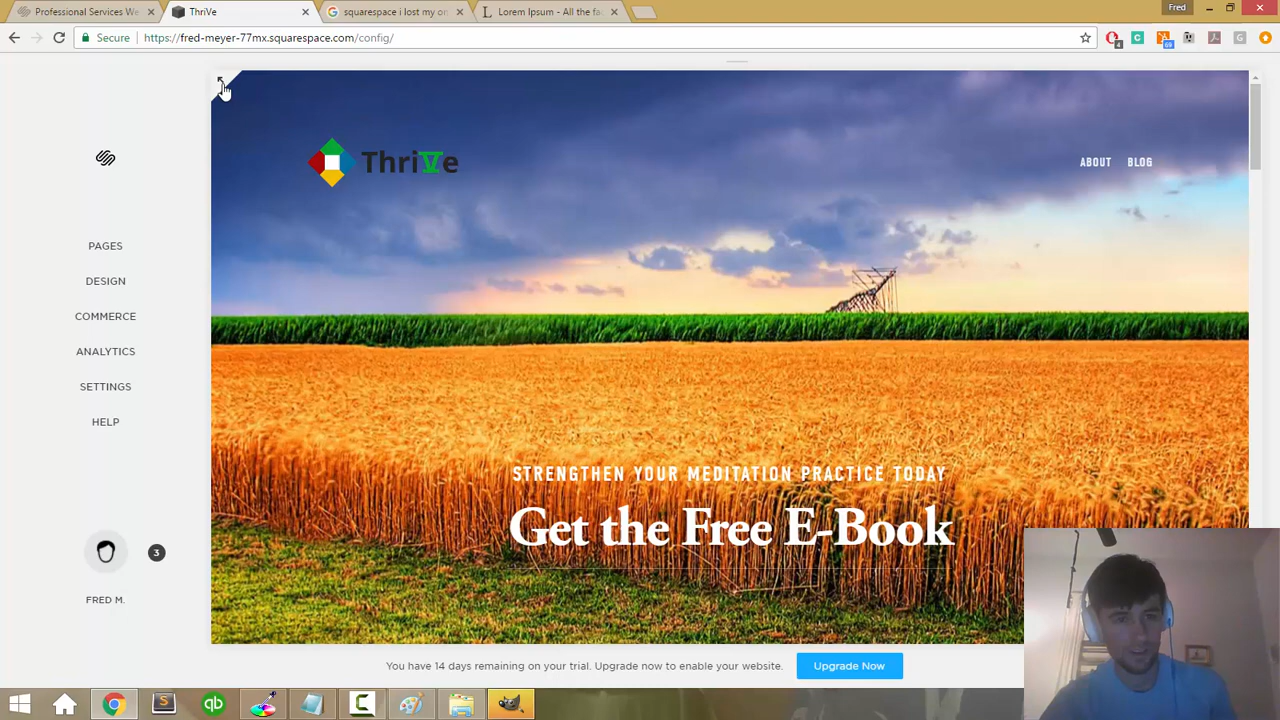 Professional Services We
ThriVe
squarespace i lost my or
Lorem Ipsum - All the fa
Fred
Secure
https://fred-meyer-77mx.squarespace.com/config/
4
69
ThriVe
ABOUT BLOG
PAGES
DESIGN
COMMERCE
ANALYTICS
SETTINGS
HELP
STRENGTHEN YOUR MEDITATION PRACTICE TODAY
Get the Free E-Book
3
FRED M.
You have 14 days remaining on your trial. Upgrade now to enable your website.
Upgrade Now